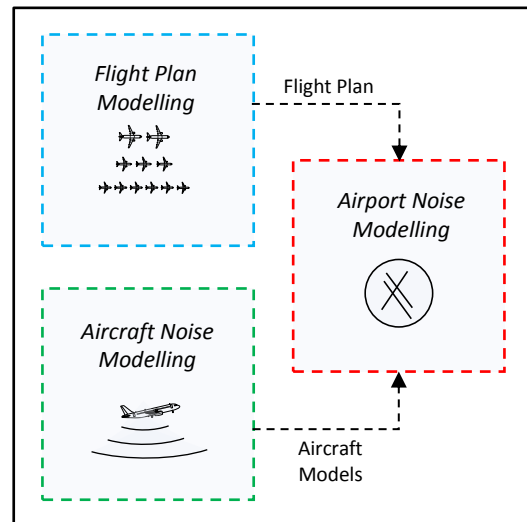 Flight Plan
Modelling
Flight Plan
Airport Noise
Modelling
Aircraft Noise
Modelling
Aircraft
Models